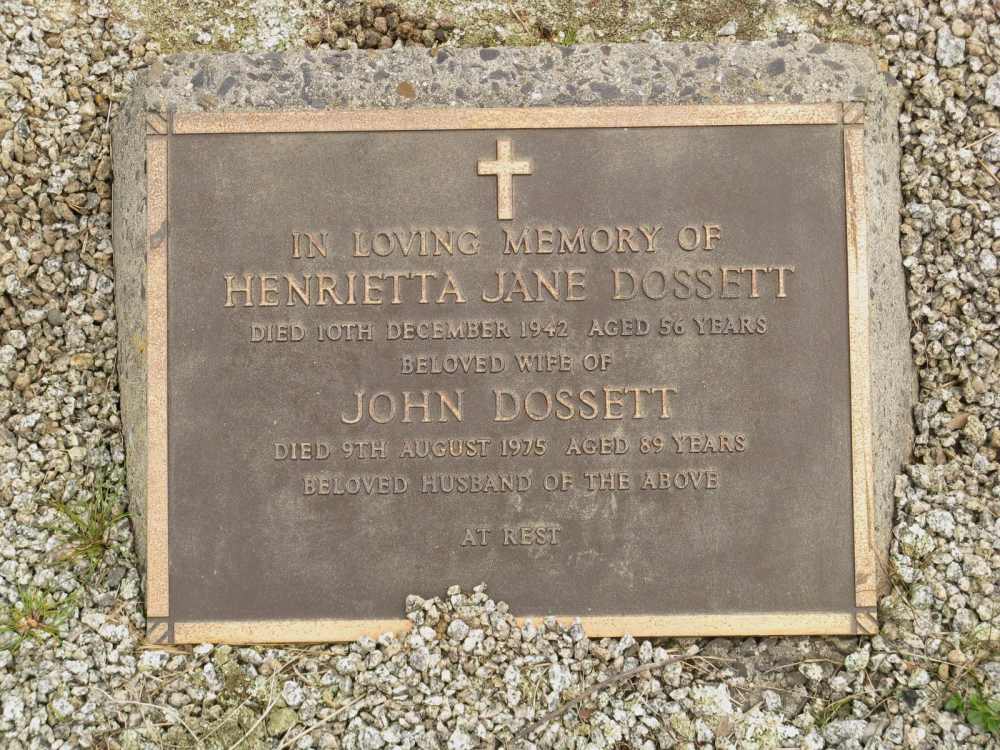 IN LOVING MEMORY OF
HENRIETTA JANE DOSSETT
DIED 10TH DECEMBER 1942 AGED 56 YEARS
BELOVED WIFE OF
JOHN DOSSETT
DIED 9TH AUGUST 1975 AGED 89 YEARS
BELOVED HUSBAND OF THE ABOVE
AT REST